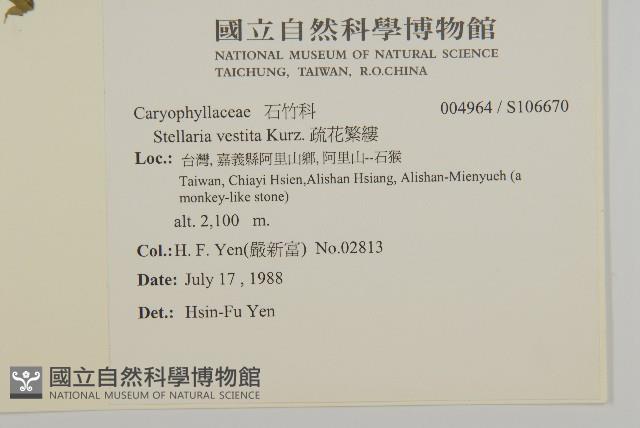 國立自然科學博物館
NATIONAL MUSEUM OF NATURAL SCIENCE
TAICHUNG, TAIWAN, R.O.CHINA
Caryophyllaceae 石竹科 004964 / S106670
Stellaria vestita Kurz. 疏花繁縷
Loc.: 台灣, 嘉義縣阿里山鄉, 阿里山--石猴
Taiwan, Chiayi Hsien,Alishan Hsiang, Alishan-Mienyueh (a
monkey-like stone)
alt. 2,100 m.
Col.:H. F. Yen(嚴新富) No.02813
Date: July 17 , 1988
Det.: Hsin-Fu Yen
國立自然科學博物館
NATIONAL MUSEUM OF NATURAL SCIENCE